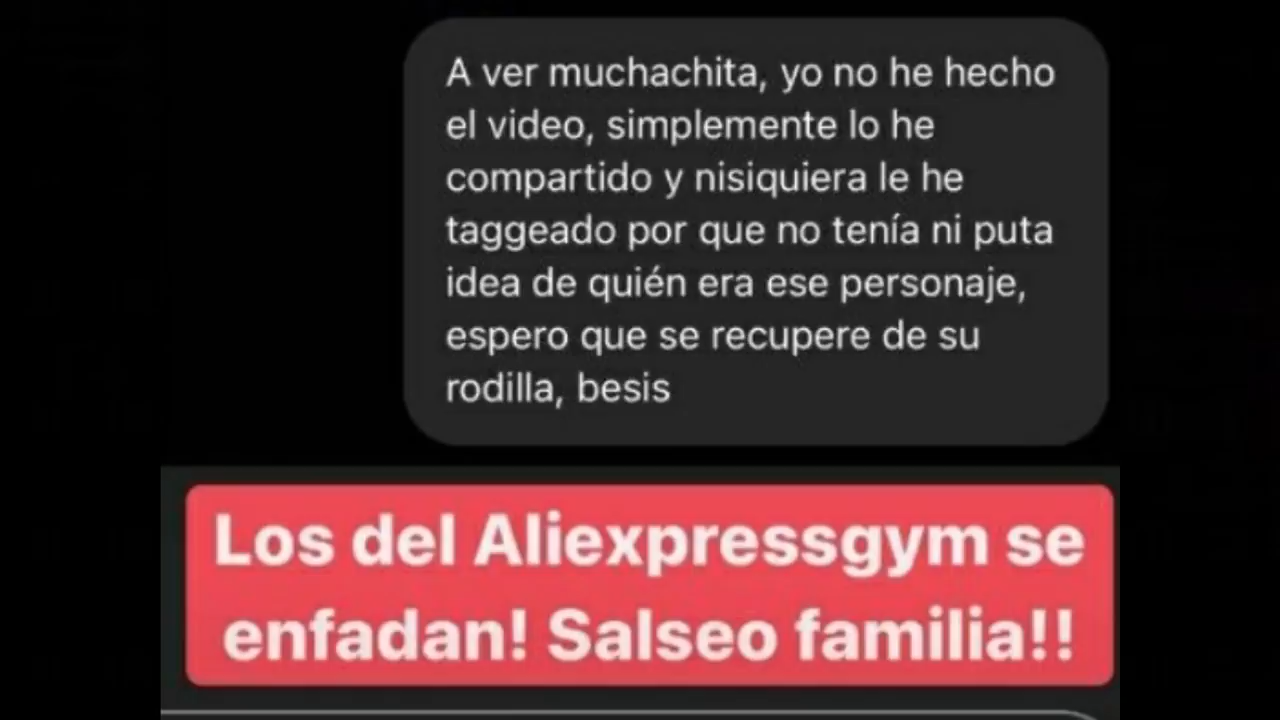 A ver muchachita, yo no he hecho
el video, simplemente lo he
compartido y nisiquiera le he
taggeado por que no tenía ni puta
idea de quién era ese personaje,
espero que se recupere de su
rodilla, besis
Los del Aliexpressgym se
enfadan! Salseo familia!!